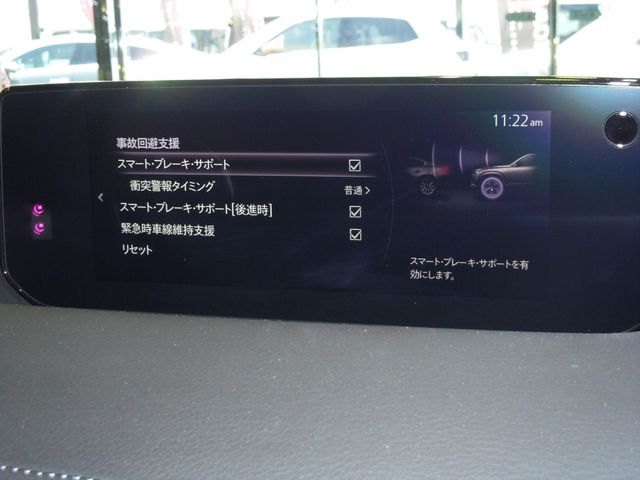 11:22 am
事故回避支援
スマート・ブレーキ・サポート
衝突警報タイミング 普通
スマート・ブレーキ・サポート[後進時]
緊急時車線維持支援
リセット
スマート・ブレーキ・サポートを有
効にします。